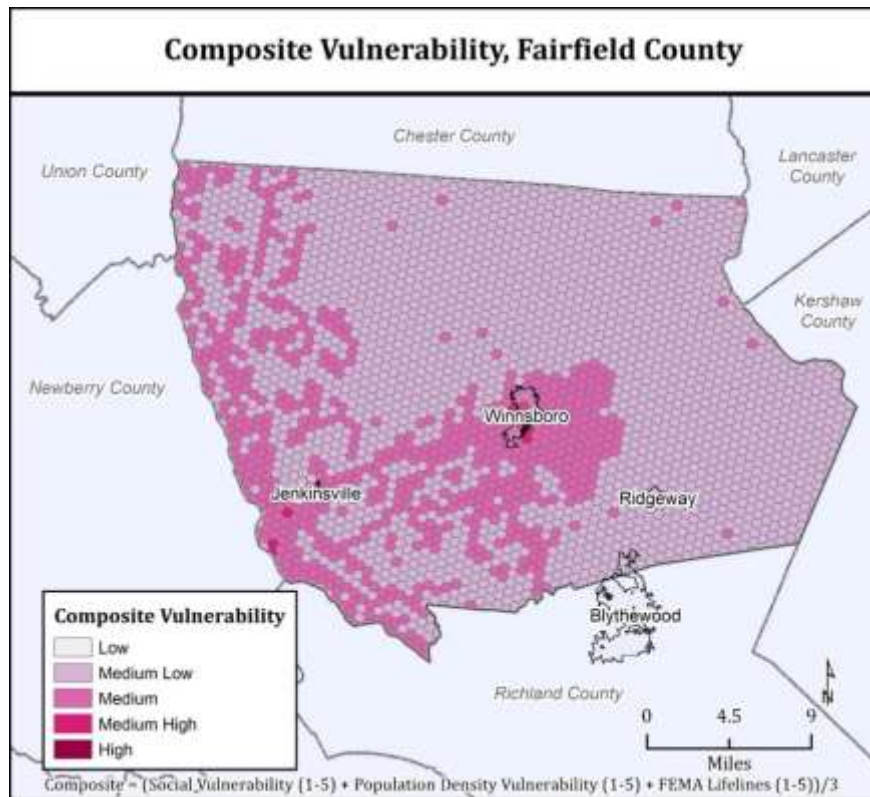 Composite Vulnerability, Fairfield County
Chester County
Union County
Lancaster
County
Kershaw
County
Newberry County
Winnsboro
Jenkinsville
Ridgeway
Blythewood
Richland County
Composite Vulnerability
Low
Medium Low
Medium
Medium High
High
N
0 4.5 9
Miles
Composite = (Social Vulnerability (1-5) + Population Density Vulnerability (1-5) + FEMA Lifelines (1-5))/3